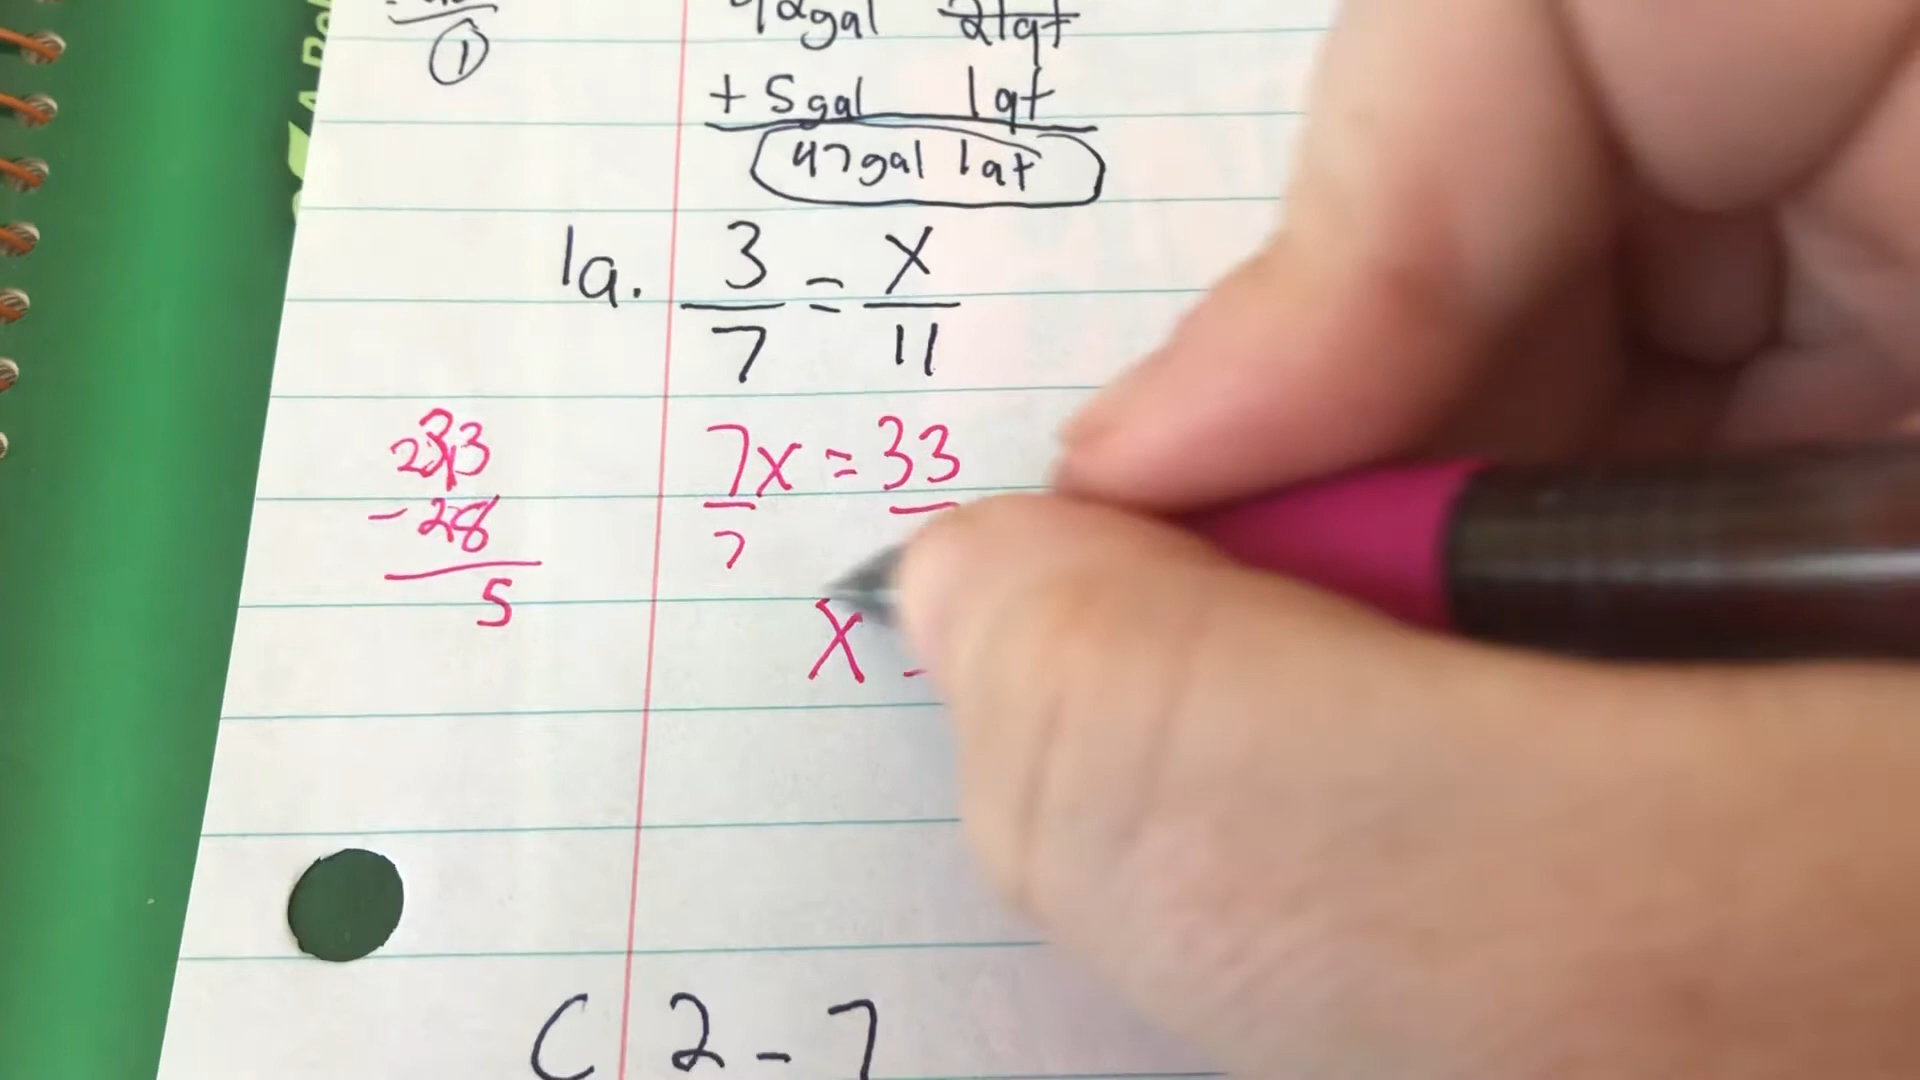 ①
42gal 21qt
+ 5gal 1qt
47gal 1qt
1a. 3/7 = X/11
33 7x = 33
- 28 7
5 X
C 2 - 7